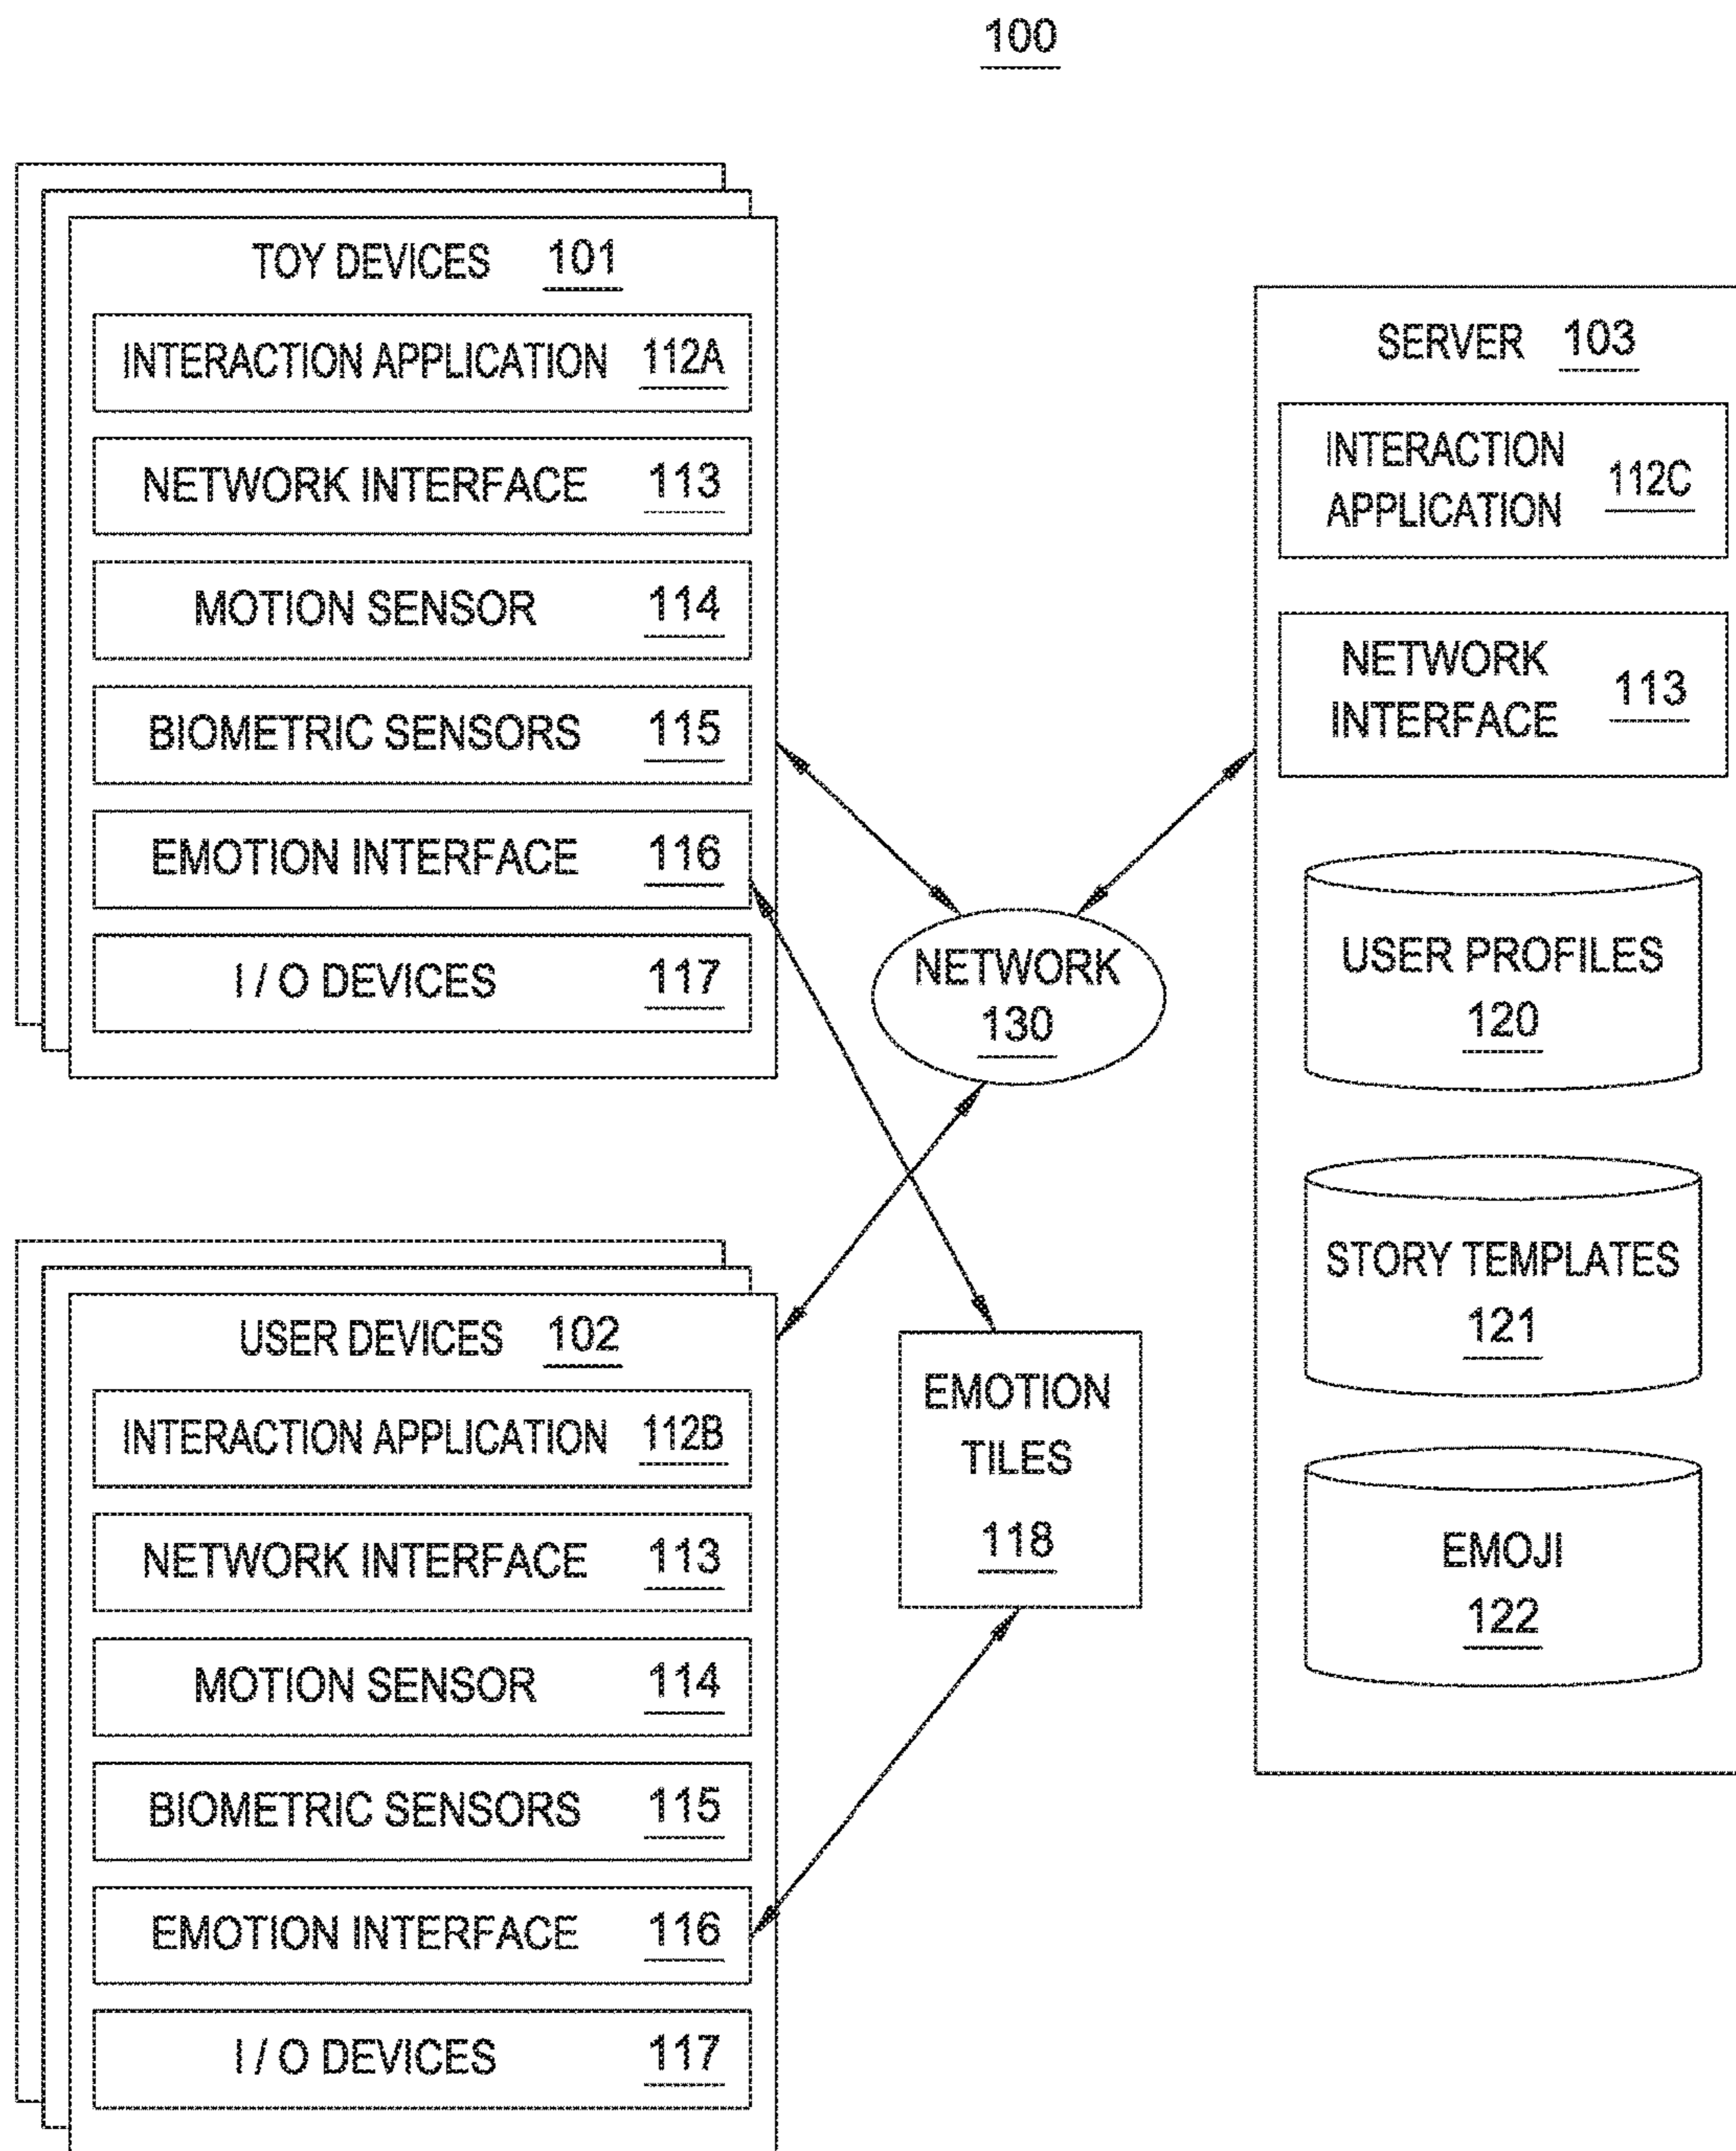 100
TOY DEVICES 101
INTERACTION APPLICATION 112A
NETWORK INTERFACE 113
MOTION SENSOR 114
BIOMETRIC SENSORS 115
EMOTION INTERFACE 116
I / O DEVICES 117
USER DEVICES 102
INTERACTION APPLICATION 112B
NETWORK INTERFACE 113
MOTION SENSOR 114
BIOMETRIC SENSORS 115
EMOTION INTERFACE 116
I / O DEVICES 117
NETWORK
130
EMOTION
TILES
118
SERVER 103
INTERACTION
APPLICATION
112C
NETWORK
INTERFACE
113
USER PROFILES
120
STORY TEMPLATES
121
EMOJI
122